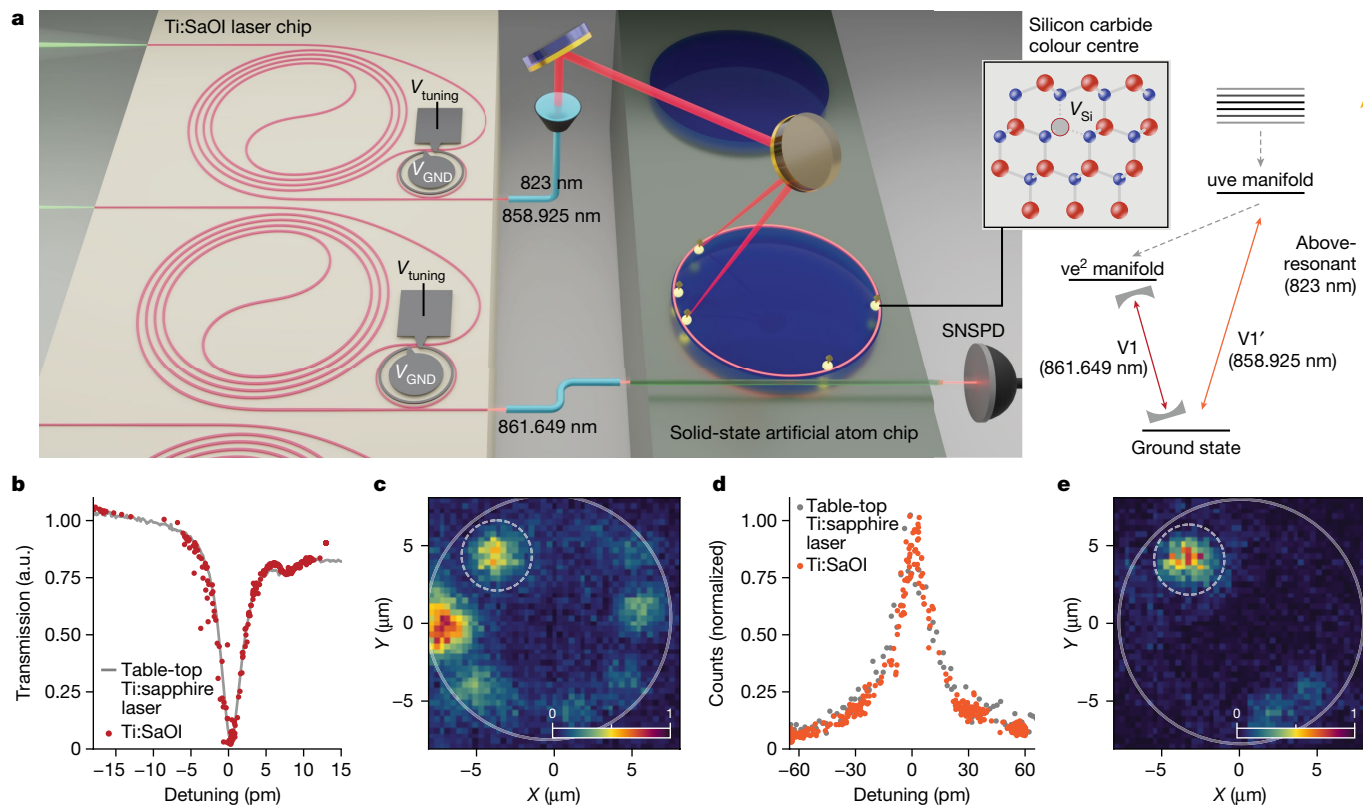 a
Ti:SaOI laser chip
V tuning
V GND
823 nm
858.925 nm
V tuning
V GND
861.649 nm
Solid-state artificial atom chip
SNSPD
Silicon carbide
colour centre
V Si
uve manifold
ve² manifold
Above-
resonant
(823 nm)
V1
(861.649 nm)
V1′
(858.925 nm)
Ground state
b
Transmission (a.u.)
1.00
0.75
0.50
0.25
0
Table-top
Ti:sapphire
laser
Ti:SaOI
−15 −10 −5 0 5 10 15
Detuning (pm)
c
Y (μm)
5
0
−5
0 1
−5 0 5
X (μm)
d
Counts (normalized)
1.00
0.75
0.50
0.25
0
Table-top
Ti:sapphire
laser
Ti:SaOI
−60 −30 0 30 60
Detuning (pm)
e
Y (μm)
5
0
−5
0 1
−5 0 5
X (μm)